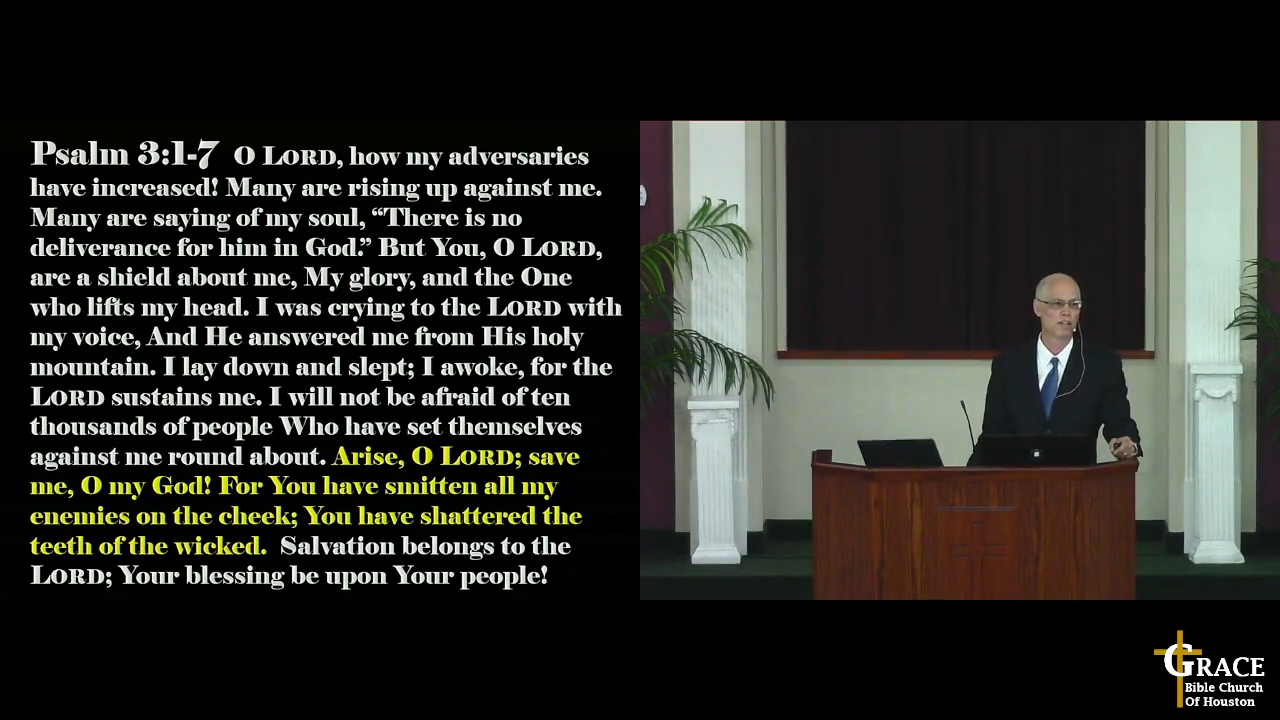 Psalm 3:1-7 O LORD, how my adversaries
have increased! Many are rising up against me.
Many are saying of my soul, “There is no
deliverance for him in God.” But You, O LORD,
are a shield about me, My glory, and the One
who lifts my head. I was crying to the LORD with
my voice, And He answered me from His holy
mountain. I lay down and slept; I awoke, for the
LORD sustains me. I will not be afraid of ten
thousands of people Who have set themselves
against me round about. Arise, O LORD; save
me, O my God! For You have smitten all my
enemies on the cheek; You have shattered the
teeth of the wicked. Salvation belongs to the
LORD; Your blessing be upon Your people!
GRACE
Bible Church
Of Houston